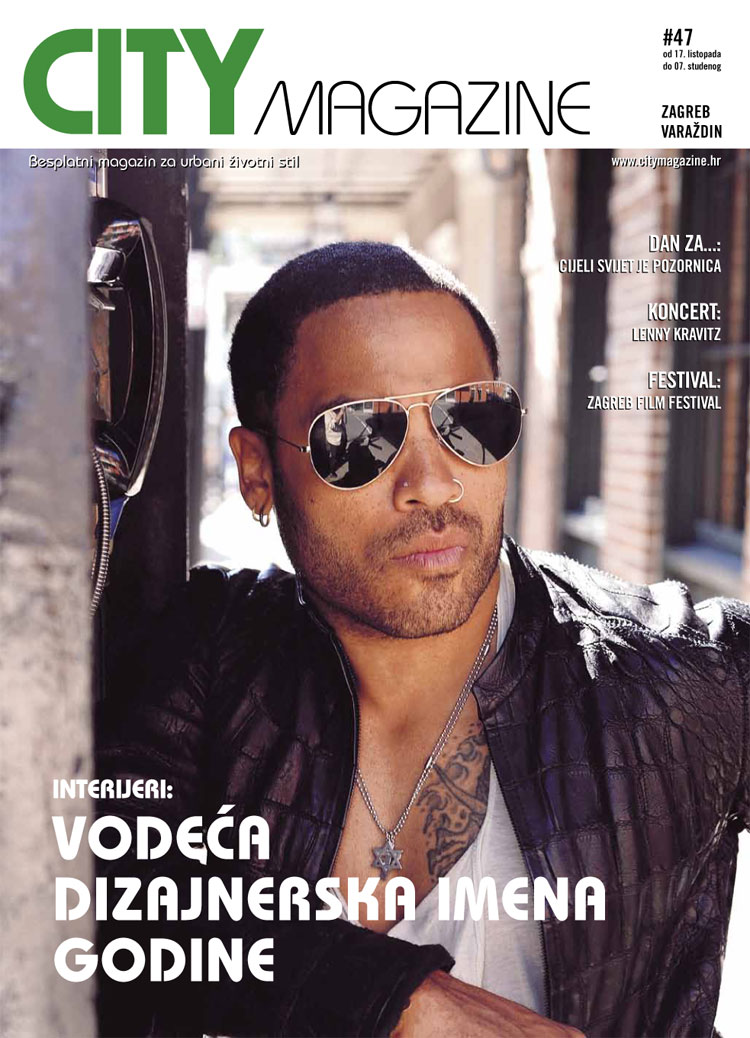 CITY MAGAZINE
#47
od 17. listopada
do 07. studenog
ZAGREB
VARAŽDIN
Besplatni magazin za urbani životni stil
www.citymagazine.hr
DAN ZA...:
CIJELI SVIJET JE POZORNICA
KONCERT:
LENNY KRAVITZ
FESTIVAL:
ZAGREB FILM FESTIVAL
INTERIJERI:
VODEĆA
DIZAJNERSKA IMENA
GODINE